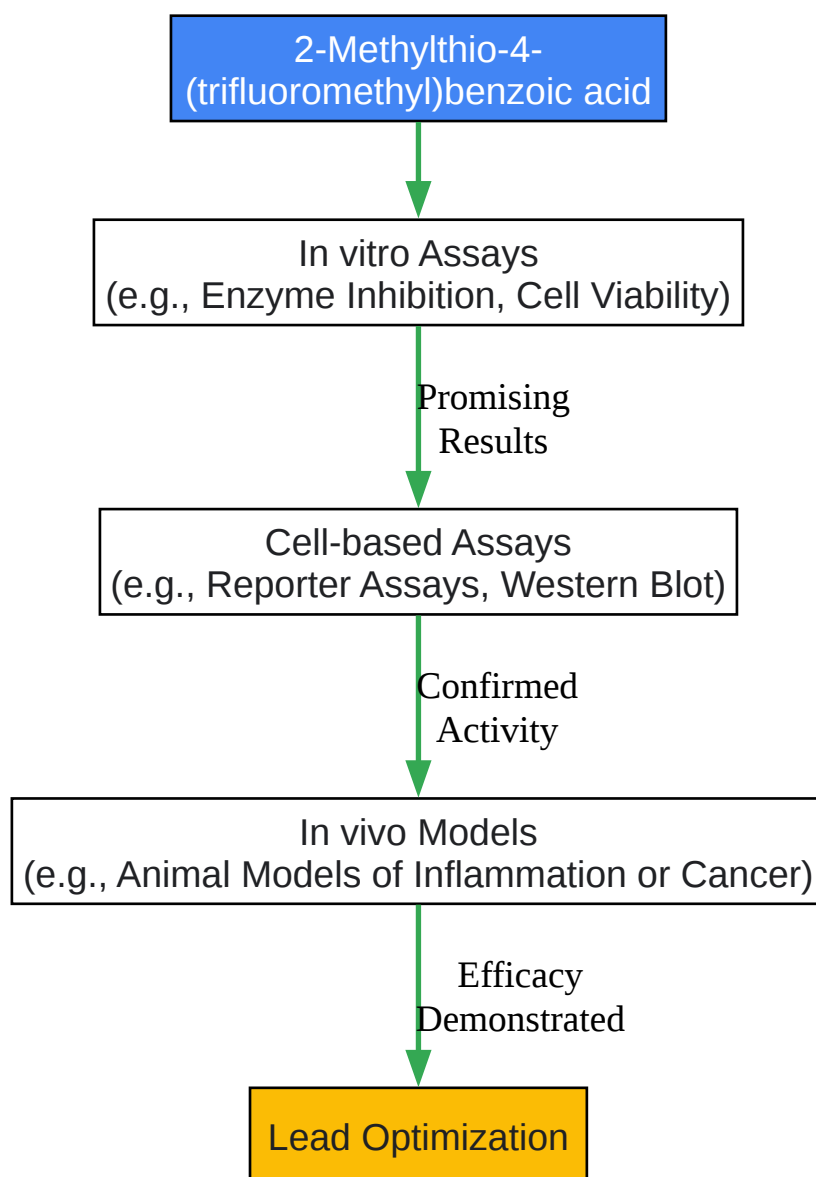 2-Methylthio-4-
(trifluoromethyl)benzoic acid
In vitro Assays
(e.g., Enzyme Inhibition, Cell Viability)
Promising
Results
Cell-based Assays
(e.g., Reporter Assays, Western Blot)
Confirmed
Activity
In vivo Models
(e.g., Animal Models of Inflammation or Cancer)
Efficacy
Demonstrated
Lead Optimization